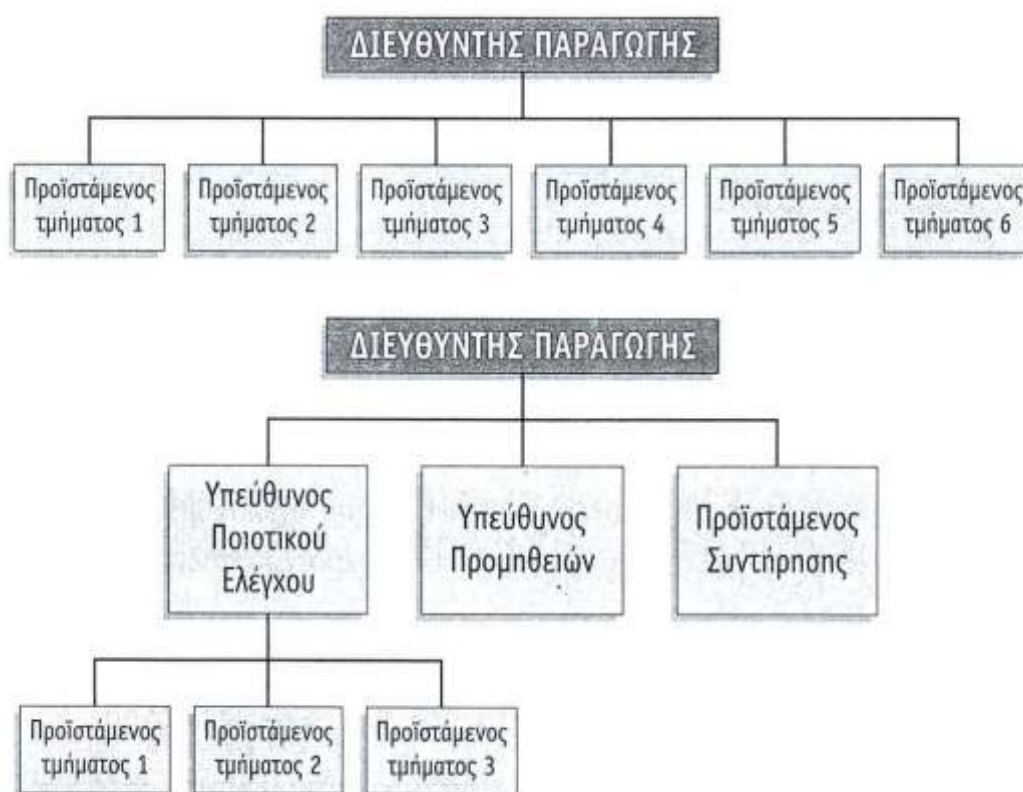 ΔΙΕΥΘΥΝΤΗΣ ΠΑΡΑΓΩΓΗΣ
Προϊστάμενος
τμήματος 1
Προϊστάμενος
τμήματος 2
Προϊστάμενος
τμήματος 3
Προϊστάμενος
τμήματος 4
Προϊστάμενος
τμήματος 5
Προϊστάμενος
τμήματος 6
ΔΙΕΥΘΥΝΤΗΣ ΠΑΡΑΓΩΓΗΣ
Υπεύθυνος
Ποιοτικού
Ελέγχου
Υπεύθυνος
Προμηθειών
Προϊστάμενος
Συντήρησης
Προϊστάμενος
τμήματος 1
Προϊστάμενος
τμήματος 2
Προϊστάμενος
τμήματος 3